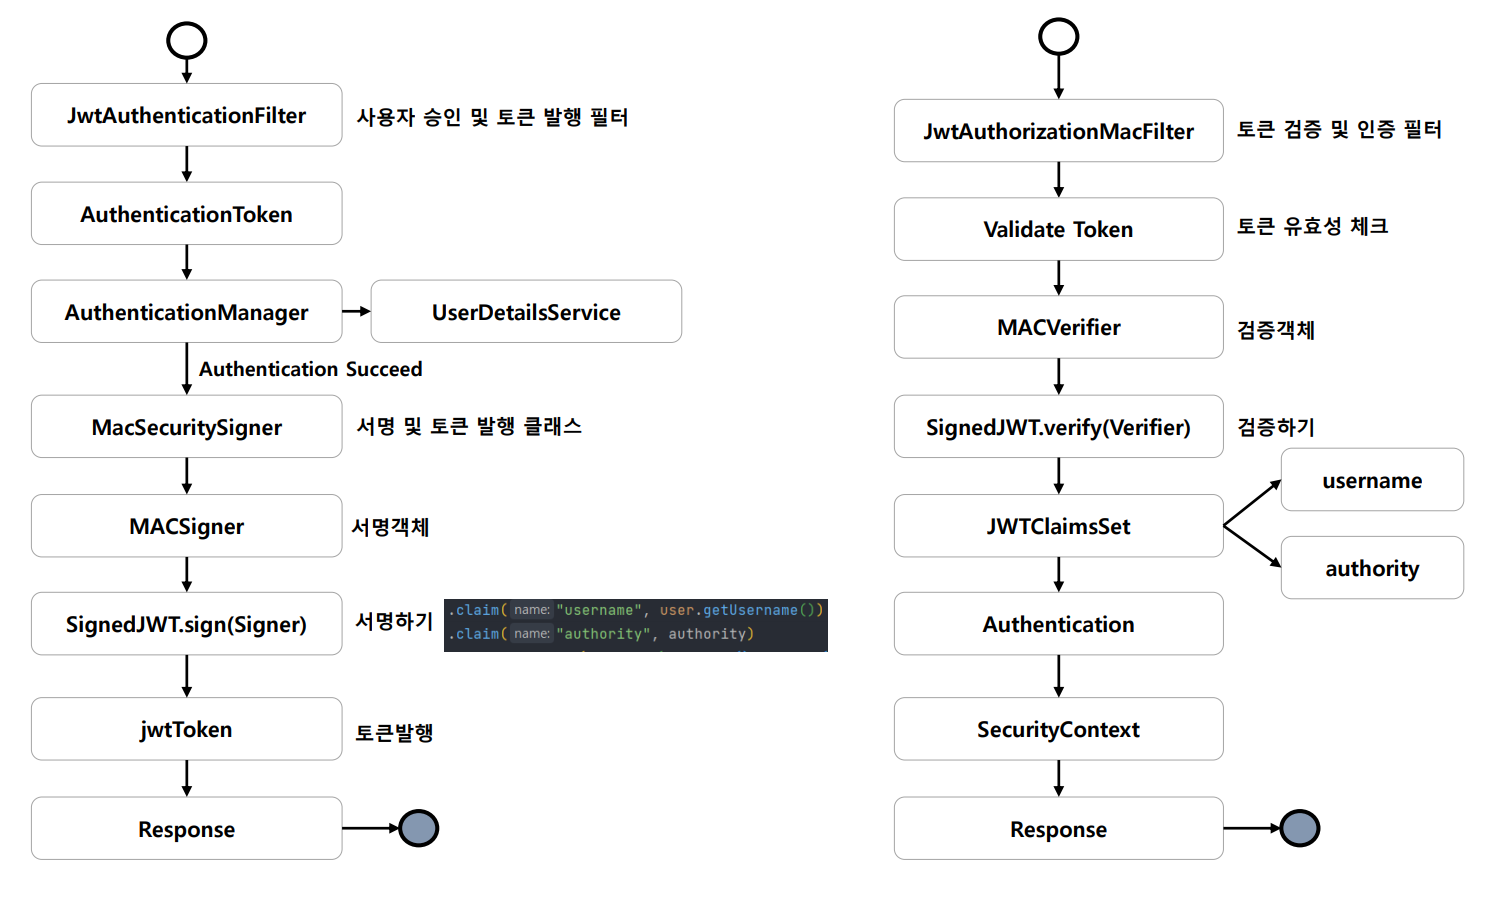 JwtAuthenticationFilter
사용자 승인 및 토큰 발행 필터
AuthenticationToken
AuthenticationManager
UserDetailsService
Authentication Succeed
MacSecuritySigner
서명 및 토큰 발행 클래스
MACSigner
서명객체
SignedJWT.sign(Signer)
서명하기
.claim( name: "username", user.getUsername())
.claim( name: "authority", authority)
jwtToken
토큰발행
Response
JwtAuthorizationMacFilter
토큰 검증 및 인증 필터
Validate Token
토큰 유효성 체크
MACVerifier
검증객체
SignedJWT.verify(Verifier)
검증하기
JWTClaimsSet
username
authority
Authentication
SecurityContext
Response